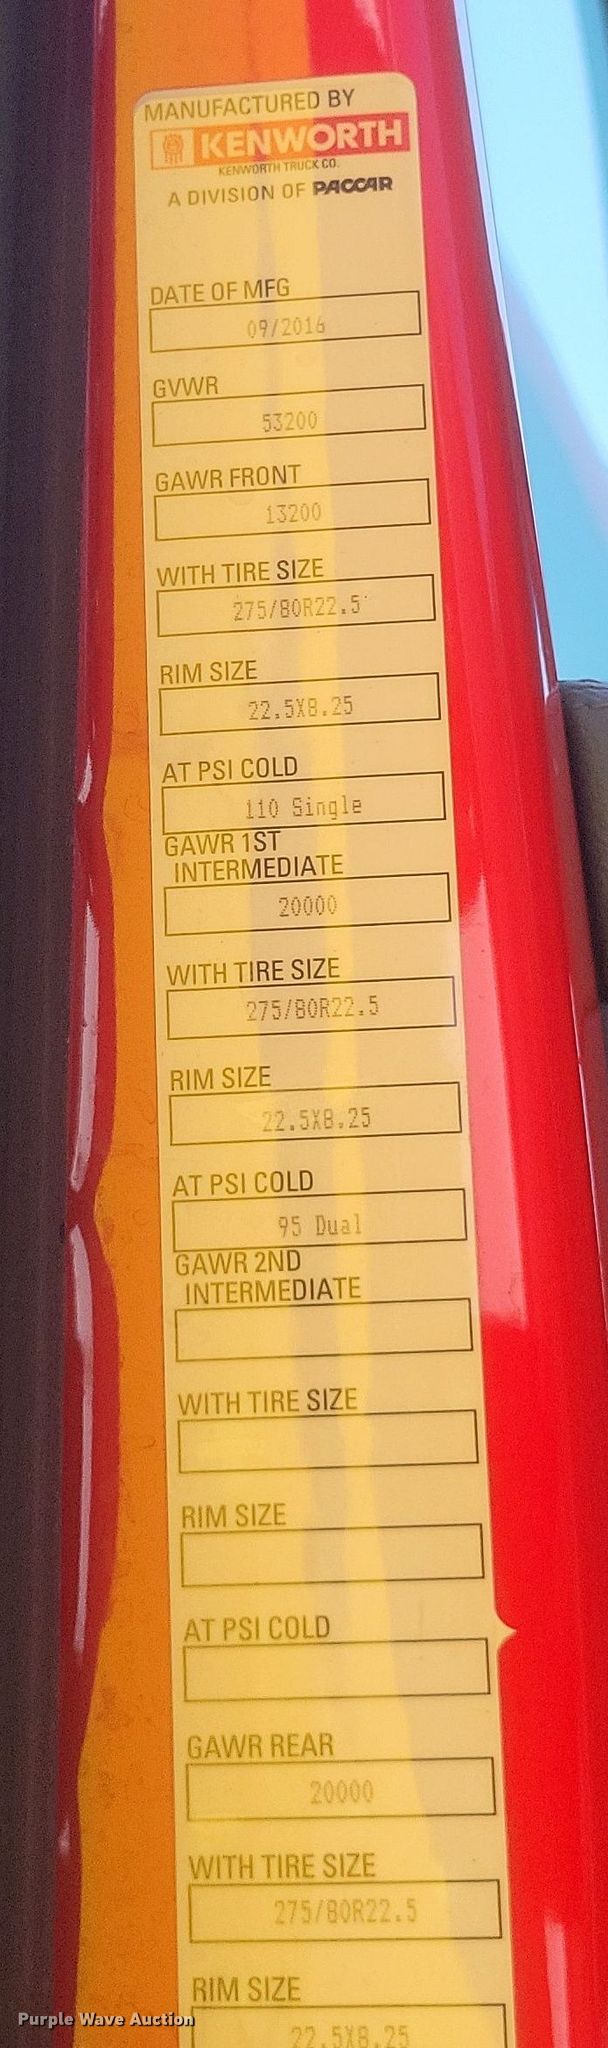 MANUFACTURED BY
KENWORTH
KENWORTH TRUCK CO.
A DIVISION OF PACCAR
DATE OF MFG
09/2016
GVWR
53200
GAWR FRONT
13200
WITH TIRE SIZE
275/80R22.5
RIM SIZE
22.5X8.25
AT PSI COLD
110 Single
GAWR 1ST
INTERMEDIATE
20000
WITH TIRE SIZE
275/80R22.5
RIM SIZE
22.5X8.25
AT PSI COLD
95 Dual
GAWR 2ND
INTERMEDIATE
WITH TIRE SIZE
RIM SIZE
AT PSI COLD
GAWR REAR
20000
WITH TIRE SIZE
275/80R22.5
RIM SIZE
22.5X8.25
Purple Wave Auction